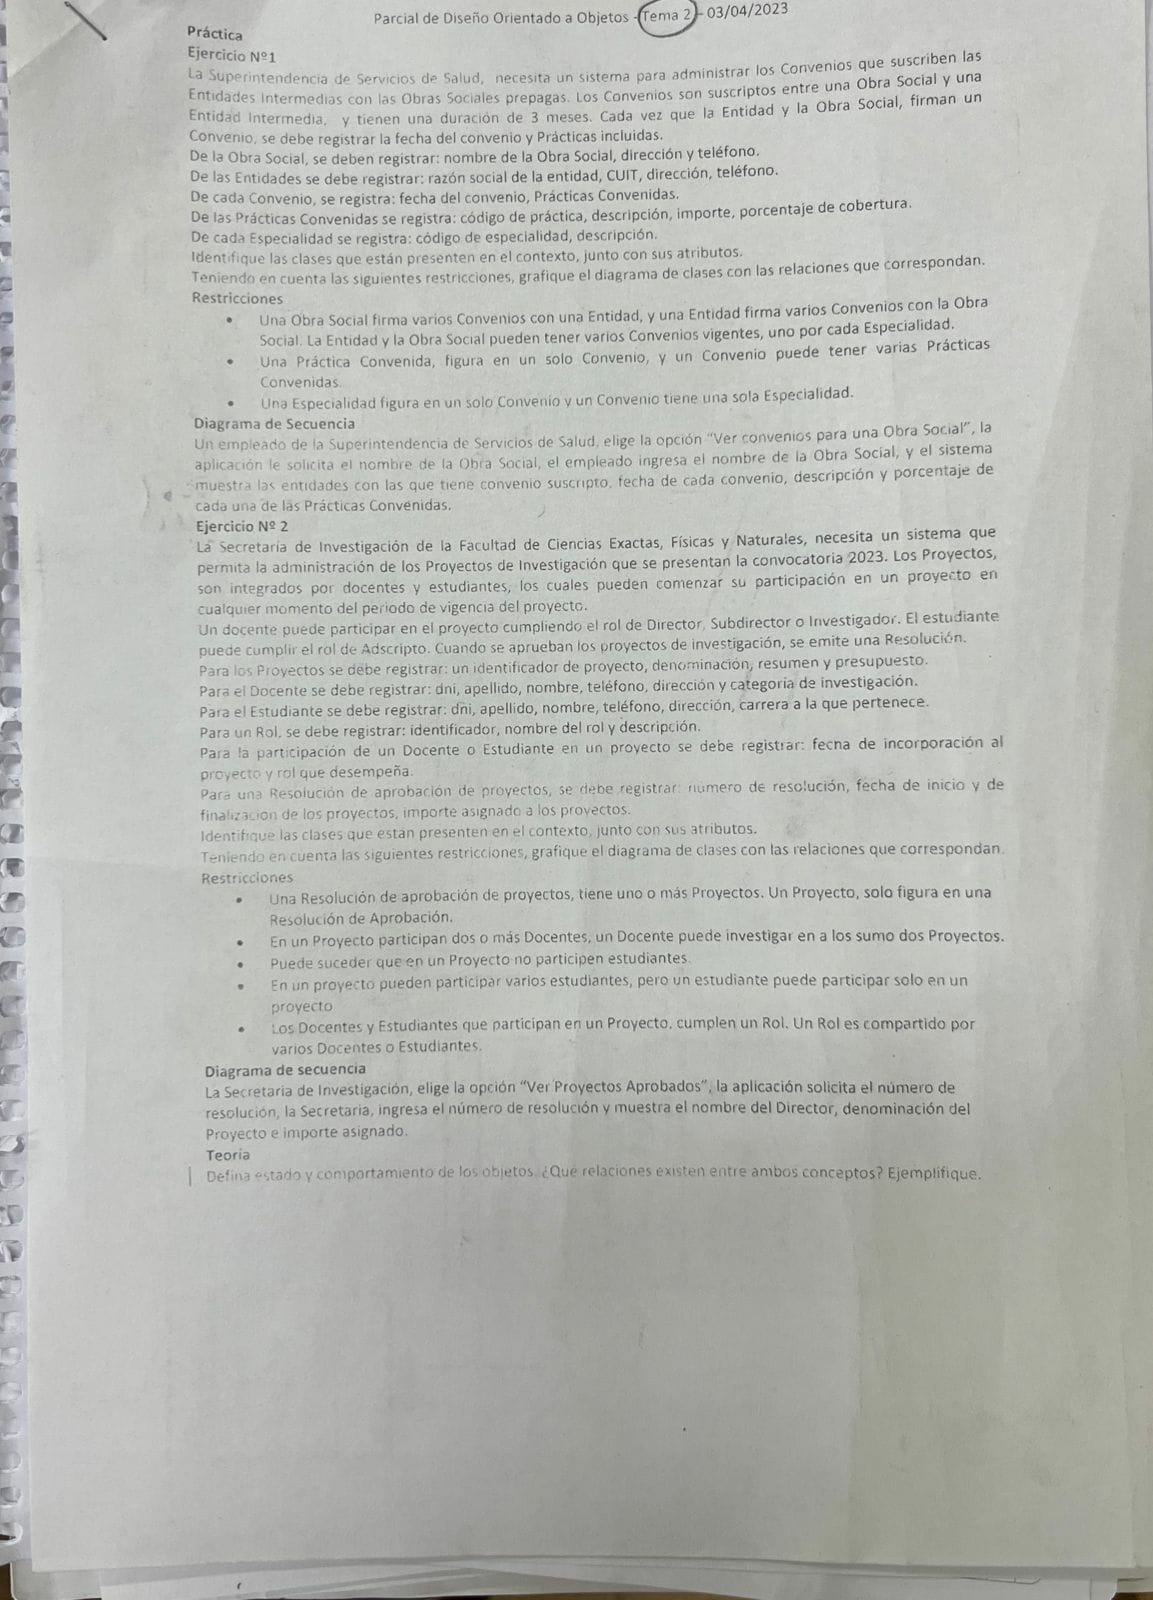 Parcial de Diseño Orientado a Objetos - Tema 2 - 03/04/2023
Práctica
Ejercicio Nº1
La Superintendencia de Servicios de Salud, necesita un sistema para administrar los Convenios que suscriben las
Entidades Intermedias con las Obras Sociales prepagas. Los Convenios son suscriptos entre una Obra Social y una
Entidad Intermedia, y tienen una duración de 3 meses. Cada vez que la Entidad y la Obra Social, firman un
Convenio, se debe registrar la fecha del convenio y Prácticas incluidas.
De la Obra Social, se deben registrar: nombre de la Obra Social, dirección y teléfono.
De las Entidades se debe registrar: razón social de la entidad, CUIT, dirección, teléfono.
De cada Convenio, se registra: fecha del convenio, Prácticas Convenidas.
De las Prácticas Convenidas se registra: código de práctica, descripción, importe, porcentaje de cobertura.
De cada Especialidad se registra: código de especialidad, descripción.
Identifique las clases que están presentes en el contexto, junto con sus atributos.
Teniendo en cuenta las siguientes restricciones, grafique el diagrama de clases con las relaciones que correspondan.
Restricciones
• Una Obra Social firma varios Convenios con una Entidad, y una Entidad firma varios Convenios con la Obra
Social. La Entidad y la Obra Social pueden tener varios Convenios vigentes, uno por cada Especialidad.
• Una Práctica Convenida, figura en un solo Convenio, y un Convenio puede tener varias Prácticas
Convenidas.
• Una Especialidad figura en un solo Convenio y un Convenio tiene una sola Especialidad.
Diagrama de Secuencia
Un empleado de la Superintendencia de Servicios de Salud, elige la opción "Ver convenios para una Obra Social", la
aplicación le solicita el nombre de la Obra Social, el empleado ingresa el nombre de la Obra Social, y el sistema
muestra las entidades con las que tiene convenio suscripto, fecha de cada convenio, descripción y porcentaje de
cada una de las Prácticas Convenidas.
Ejercicio Nº 2
La Secretaría de Investigación de la Facultad de Ciencias Exactas, Físicas y Naturales, necesita un sistema que
permita la administración de los Proyectos de Investigación que se presentan la convocatoria 2023. Los Proyectos,
son integrados por docentes y estudiantes, los cuales pueden comenzar su participación en un proyecto en
cualquier momento del periodo de vigencia del proyecto.
Un docente puede participar en el proyecto cumpliendo el rol de Director, Subdirector o Investigador. El estudiante
puede cumplir el rol de Adscripto. Cuando se aprueban los proyectos de investigación, se emite una Resolución.
Para los Proyectos se debe registrar: un identificador de proyecto, denominación, resumen y presupuesto.
Para el Docente se debe registrar: dni, apellido, nombre, teléfono, dirección y categoría de investigación.
Para el Estudiante se debe registrar: dni, apellido, nombre, teléfono, dirección, carrera a la que pertenece.
Para un Rol, se debe registrar: identificador, nombre del rol y descripción.
Para la participación de un Docente o Estudiante en un proyecto se debe registrar: fecha de incorporación al
proyecto y rol que desempeña.
Para una Resolución de aprobación de proyectos, se debe registrar: número de resolución, fecha de inicio y de
finalización de los proyectos, importe asignado a los proyectos.
Identifique las clases que están presentes en el contexto, junto con sus atributos.
Teniendo en cuenta las siguientes restricciones, grafique el diagrama de clases con las relaciones que correspondan.
Restricciones
• Una Resolución de aprobación de proyectos, tiene uno o más Proyectos. Un Proyecto, solo figura en una
Resolución de Aprobación.
• En un Proyecto participan dos o más Docentes, un Docente puede investigar en a los sumo dos Proyectos.
• Puede suceder que en un Proyecto no participen estudiantes.
• En un proyecto pueden participar varios estudiantes, pero un estudiante puede participar solo en un
proyecto
• Los Docentes y Estudiantes que participan en un Proyecto, cumplen un Rol. Un Rol es compartido por
varios Docentes o Estudiantes.
Diagrama de secuencia
La Secretaria de Investigación, elige la opción "Ver Proyectos Aprobados", la aplicación solicita el número de
resolución, la Secretaria, ingresa el número de resolución y muestra el nombre del Director, denominación del
Proyecto e importe asignado.
Teoría
Defina estado y comportamiento de los objetos. ¿Qué relaciones existen entre ambos conceptos? Ejemplifique.